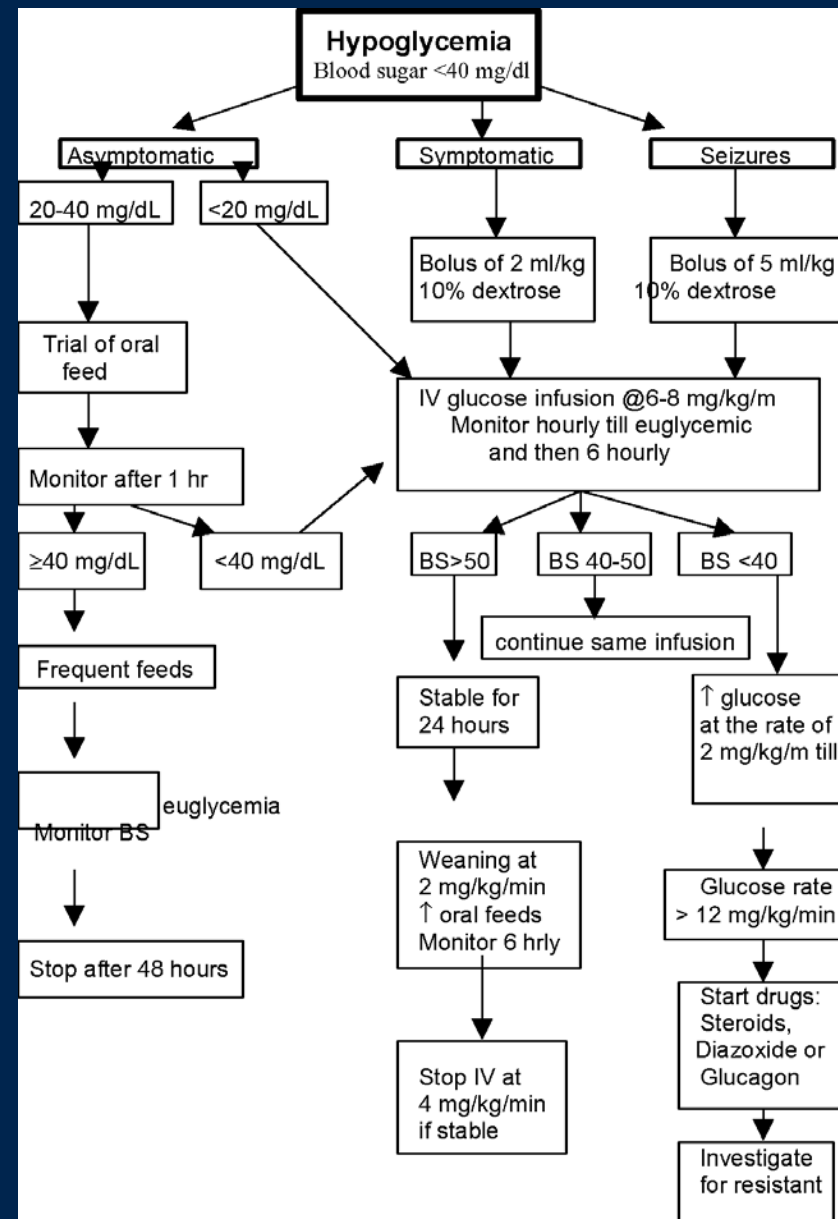 Hypoglycemia
Blood sugar <40 mg/dl
Asymptomatic
Symptomatic
Seizures
20-40 mg/dL
<20 mg/dL
Bolus of 2 ml/kg
10% dextrose
Bolus of 5 ml/kg
10% dextrose
Trial of oral
feed
IV glucose infusion @6-8 mg/kg/m
Monitor hourly till euglycemic
and then 6 hourly
Monitor after 1 hr
≥40 mg/dL
<40 mg/dL
BS>50
BS 40-50
BS <40
continue same infusion
Frequent feeds
Stable for
24 hours
↑ glucose
at the rate of
2 mg/kg/m till
euglycemia
Monitor BS
Weaning at
2 mg/kg/min
↑ oral feeds
Monitor 6 hrly
Glucose rate
> 12 mg/kg/min
Stop after 48 hours
Start drugs:
Steroids,
Diazoxide or
Glucagon
Stop IV at
4 mg/kg/min
if stable
Investigate
for resistant